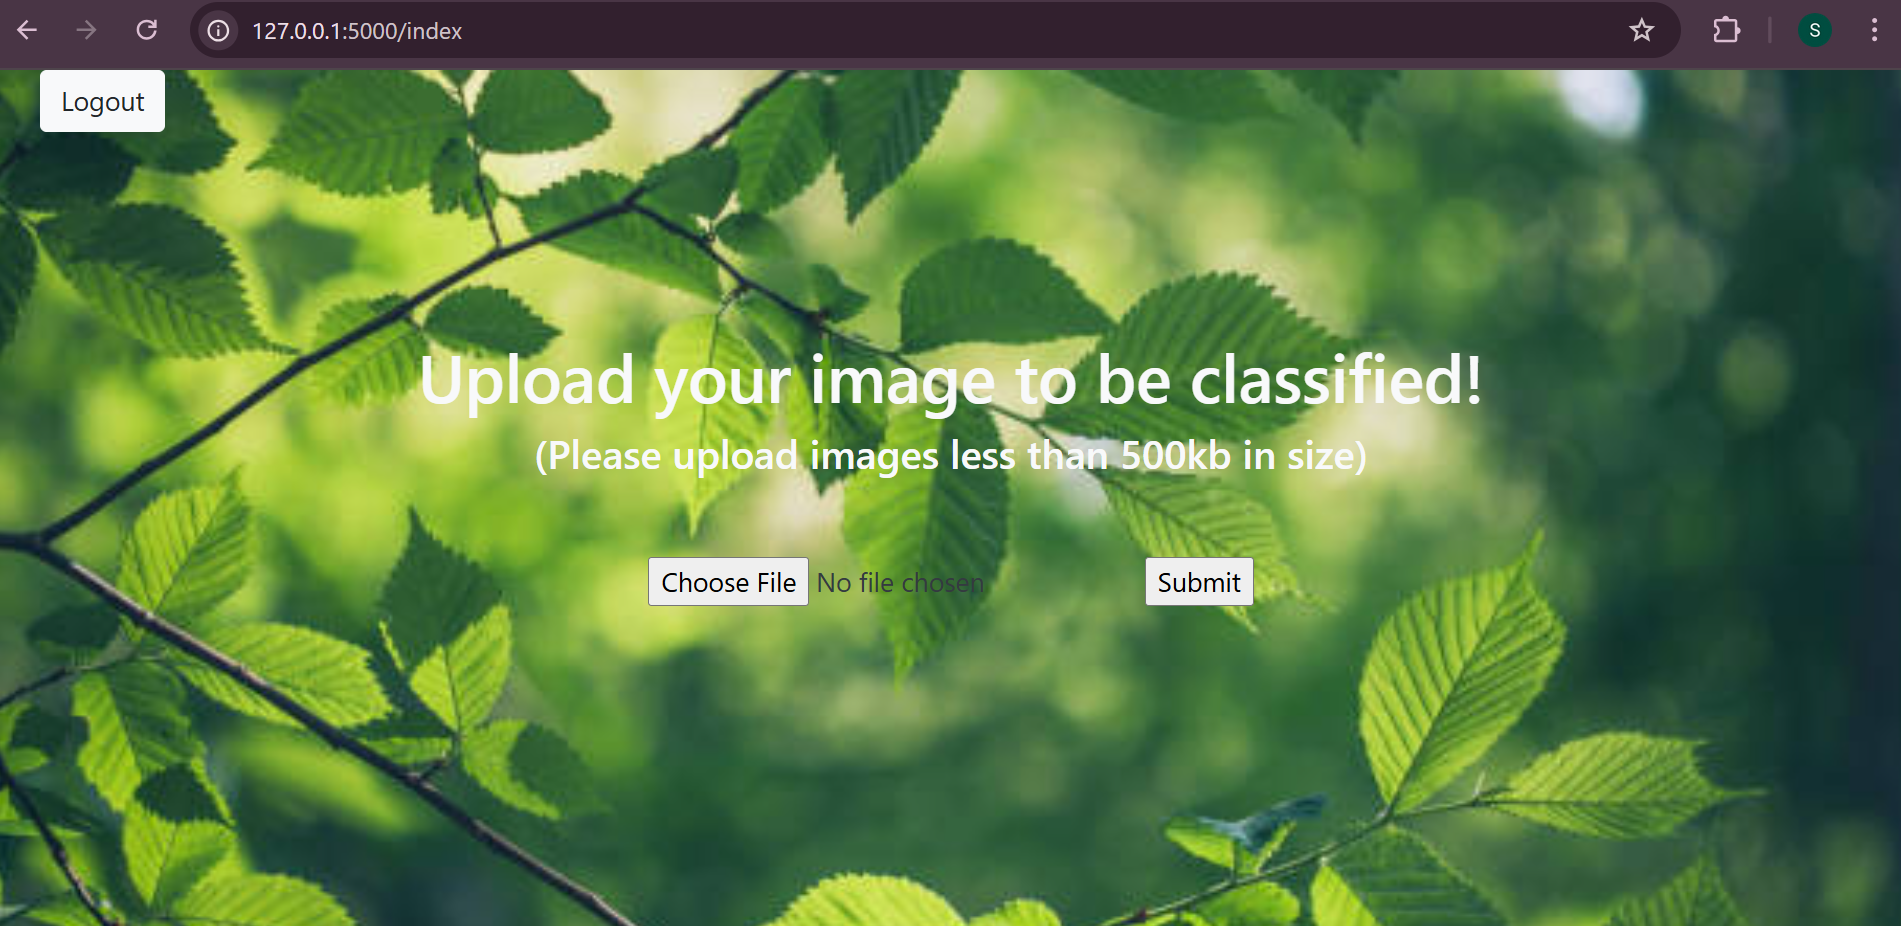 127.0.0.1:5000/index
S
Logout
Upload your image to be classified!
(Please upload images less than 500kb in size)
Choose File No file chosen Submit